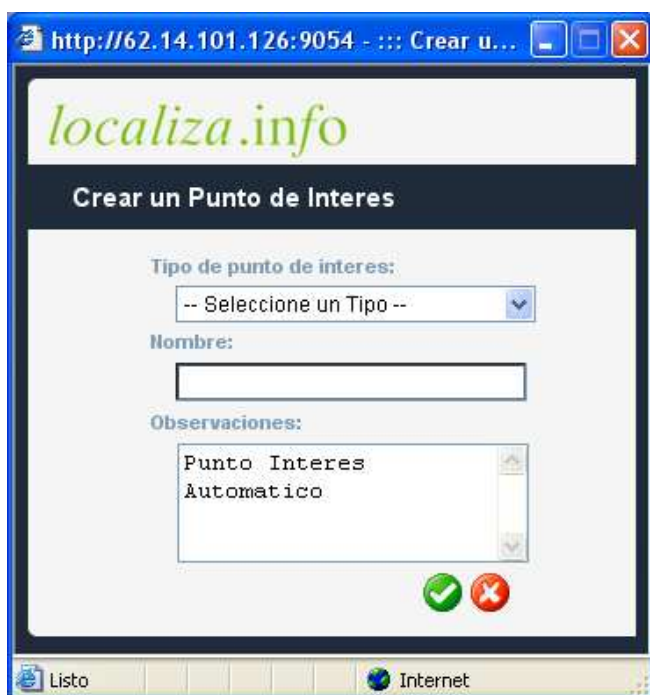 http://62.14.101.126:9054 - ::: Crear u...
localiza.info
Crear un Punto de Interes
Tipo de punto de interes:
-- Seleccione un Tipo --
Nombre:
Observaciones:
Punto Interes
Automatico
Listo
Internet